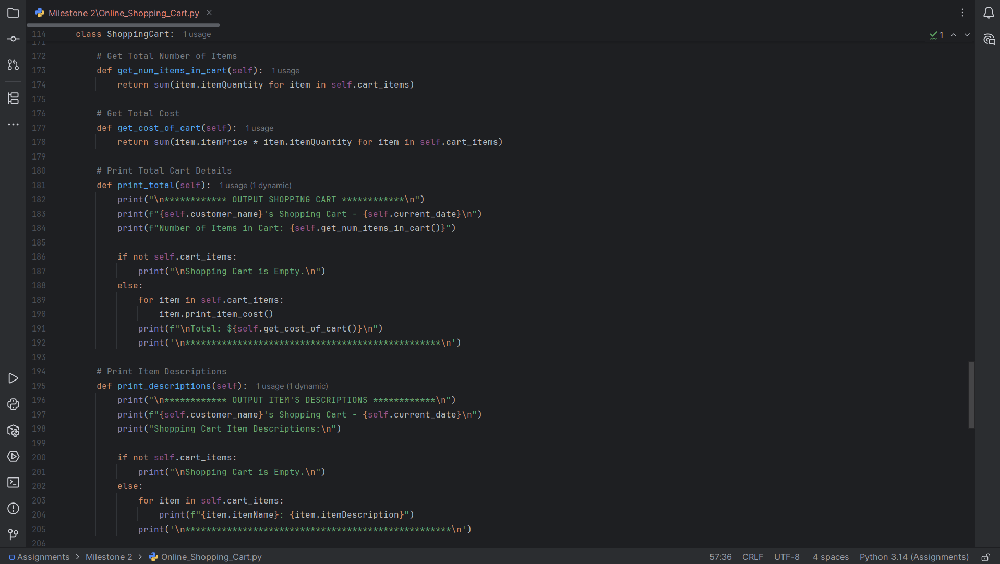 Milestone 2\Online_Shopping_Cart.py
114 class ShoppingCart: 1 usage
1
171
172 # Get Total Number of Items
173 def get_num_items_in_cart(self): 1 usage
174 return sum(item.itemQuantity for item in self.cart_items)
175
176 # Get Total Cost
177 def get_cost_of_cart(self): 1 usage
178 return sum(item.itemPrice * item.itemQuantity for item in self.cart_items)
179
180 # Print Total Cart Details
181 def print_total(self): 1 usage (1 dynamic)
182 print("\n************ OUTPUT SHOPPING CART ************\n")
183 print(f"{self.customer_name}'s Shopping Cart - {self.current_date}\n")
184 print(f"Number of Items in Cart: {self.get_num_items_in_cart()}")
185
186 if not self.cart_items:
187 print("\nShopping Cart is Empty.\n")
188 else:
189 for item in self.cart_items:
190 item.print_item_cost()
191 print(f"\nTotal: ${self.get_cost_of_cart()}\n")
192 print('\n*************************************************\n')
193
194 # Print Item Descriptions
195 def print_descriptions(self): 1 usage (1 dynamic)
196 print("\n************ OUTPUT ITEM'S DESCRIPTIONS ************\n")
197 print(f"{self.customer_name}'s Shopping Cart - {self.current_date}\n")
198 print("Shopping Cart Item Descriptions:\n")
199
200 if not self.cart_items:
201 print("\nShopping Cart is Empty.\n")
202 else:
203 for item in self.cart_items:
204 print(f"{item.itemName}: {item.itemDescription}")
205 print('\n***************************************************\n')
206
Assignments > Milestone 2 > Online_Shopping_Cart.py 57:36 CRLF UTF-8 4 spaces Python 3.14 (Assignments)